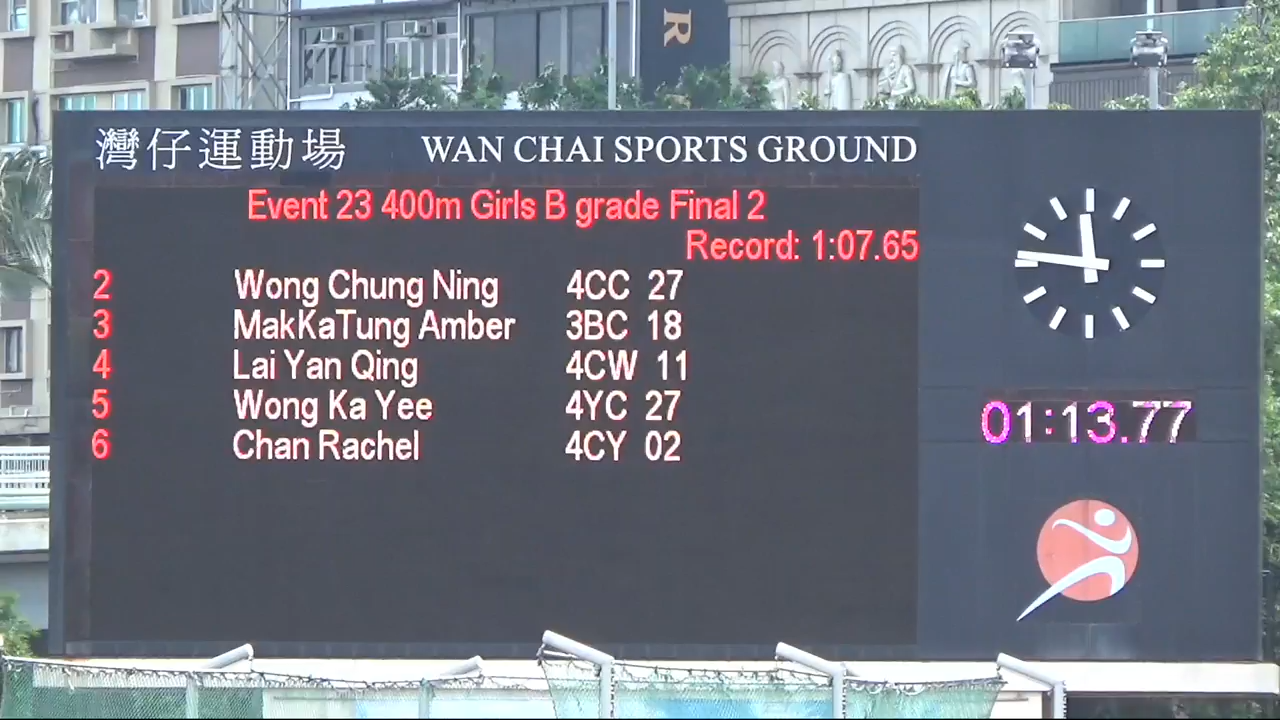 R
灣仔運動場 WAN CHAI SPORTS GROUND
Event 23 400m Girls B grade Final 2
Record: 1:07.65
2 Wong Chung Ning 4CC 27
3 MakKaTung Amber 3BC 18
4 Lai Yan Qing 4CW 11
5 Wong Ka Yee 4YC 27
6 Chan Rachel 4CY 02
01:13.77